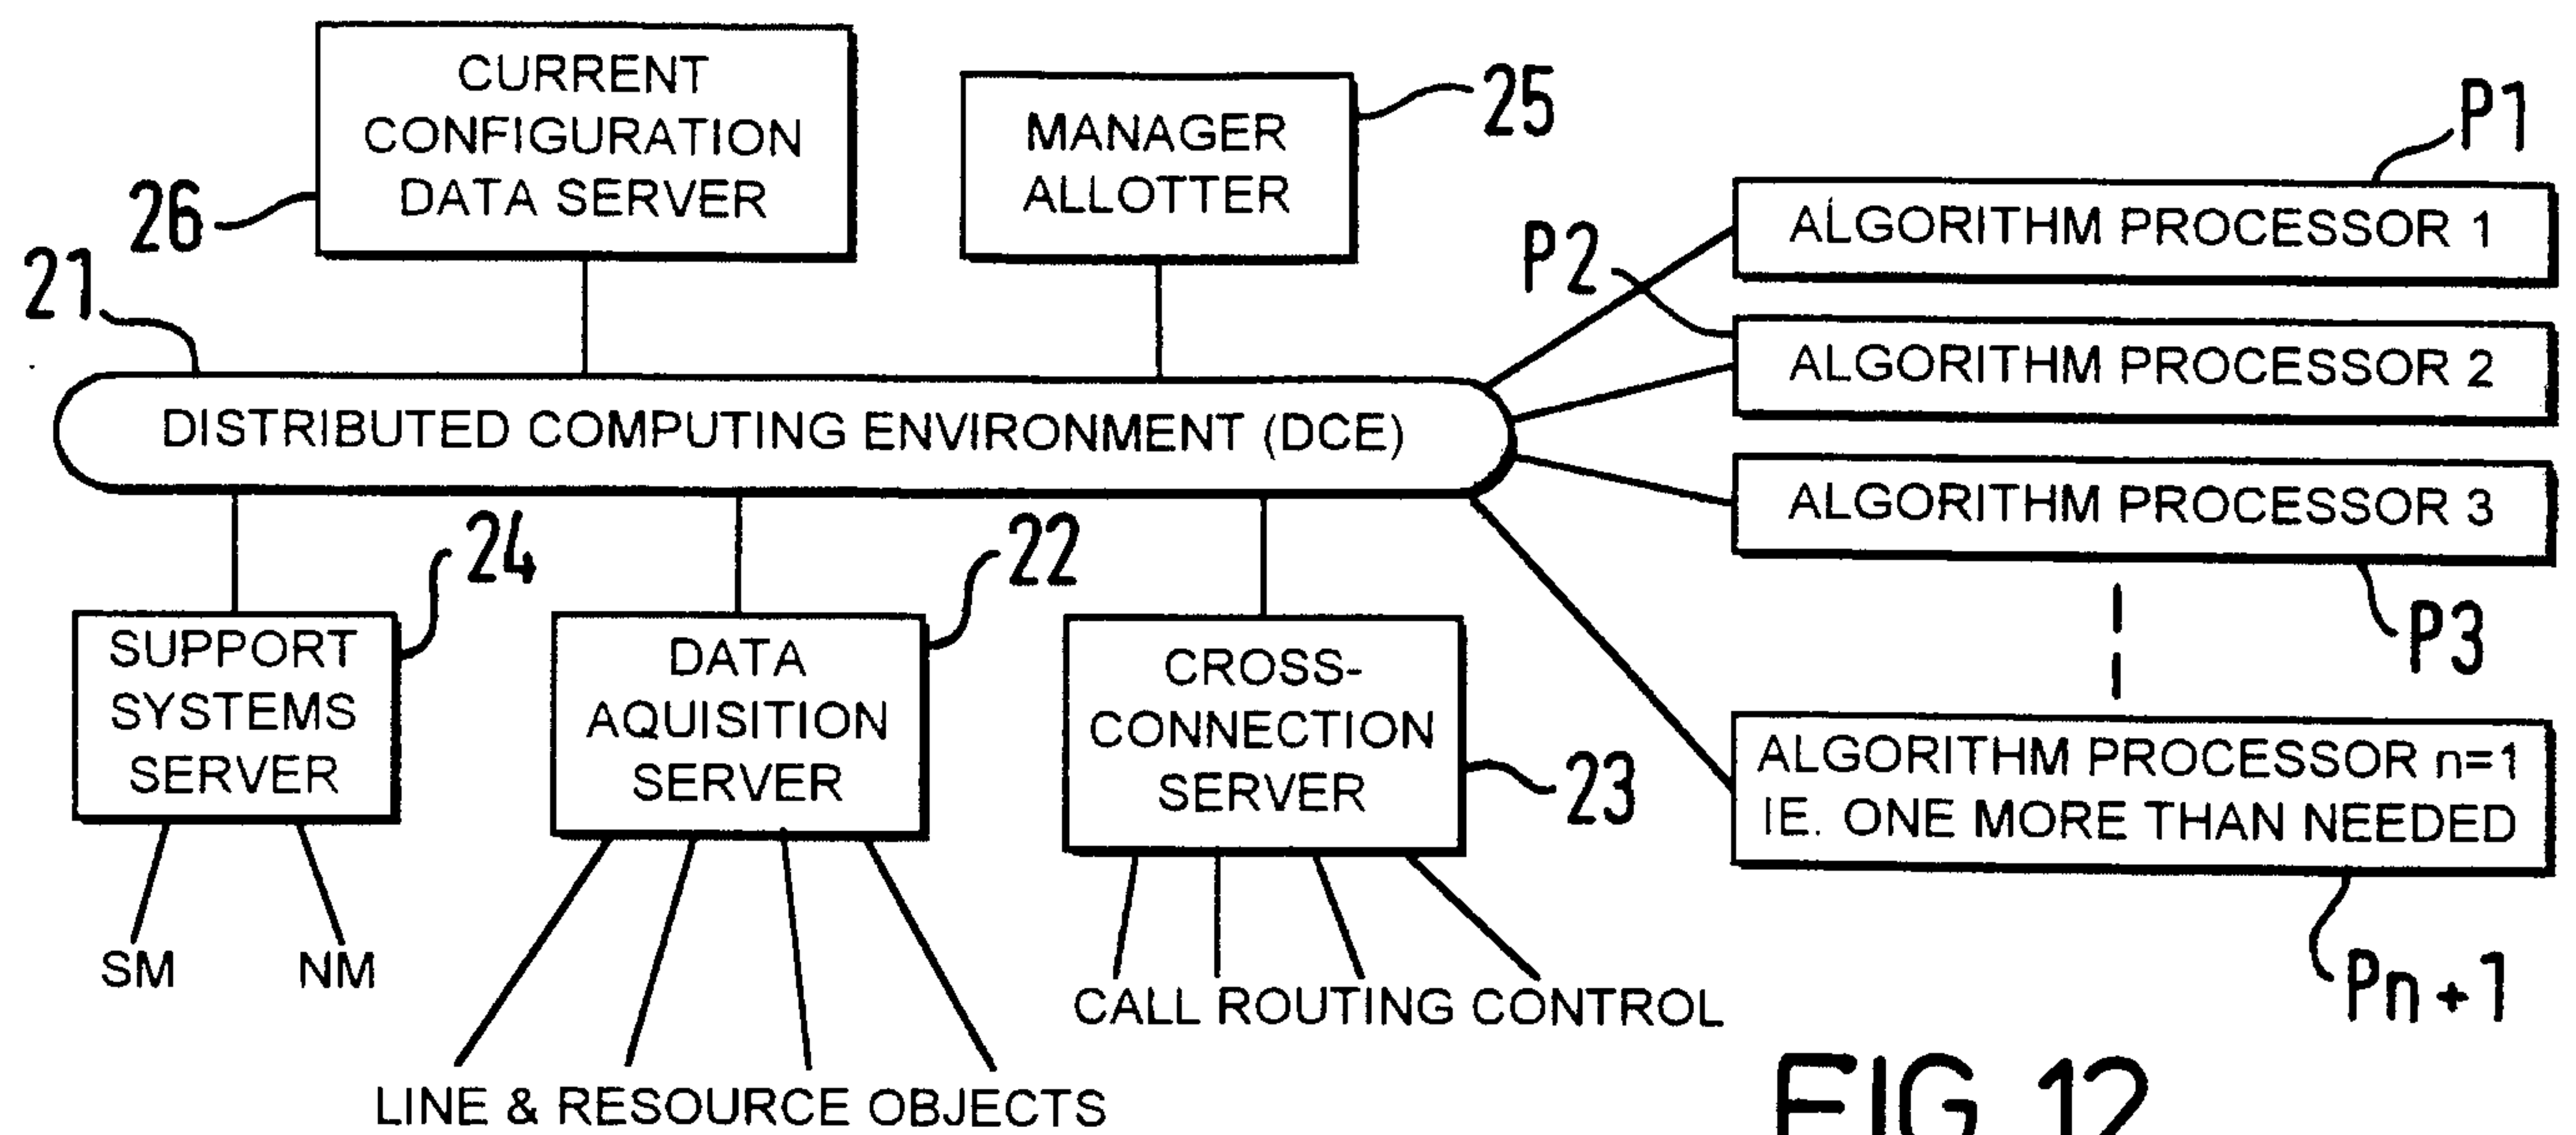 CURRENT
CONFIGURATION
DATA SERVER
26
MANAGER
ALLOTTER
25
P1
ALGORITHM PROCESSOR 1
P2
ALGORITHM PROCESSOR 2
ALGORITHM PROCESSOR 3
P3
ALGORITHM PROCESSOR n=1
IE. ONE MORE THAN NEEDED
Pn+1
21
DISTRIBUTED COMPUTING ENVIRONMENT (DCE)
SUPPORT
SYSTEMS
SERVER
24
SM
NM
DATA
AQUISITION
SERVER
22
LINE & RESOURCE OBJECTS
CROSS-
CONNECTION
SERVER
23
CALL ROUTING CONTROL
FIG.12